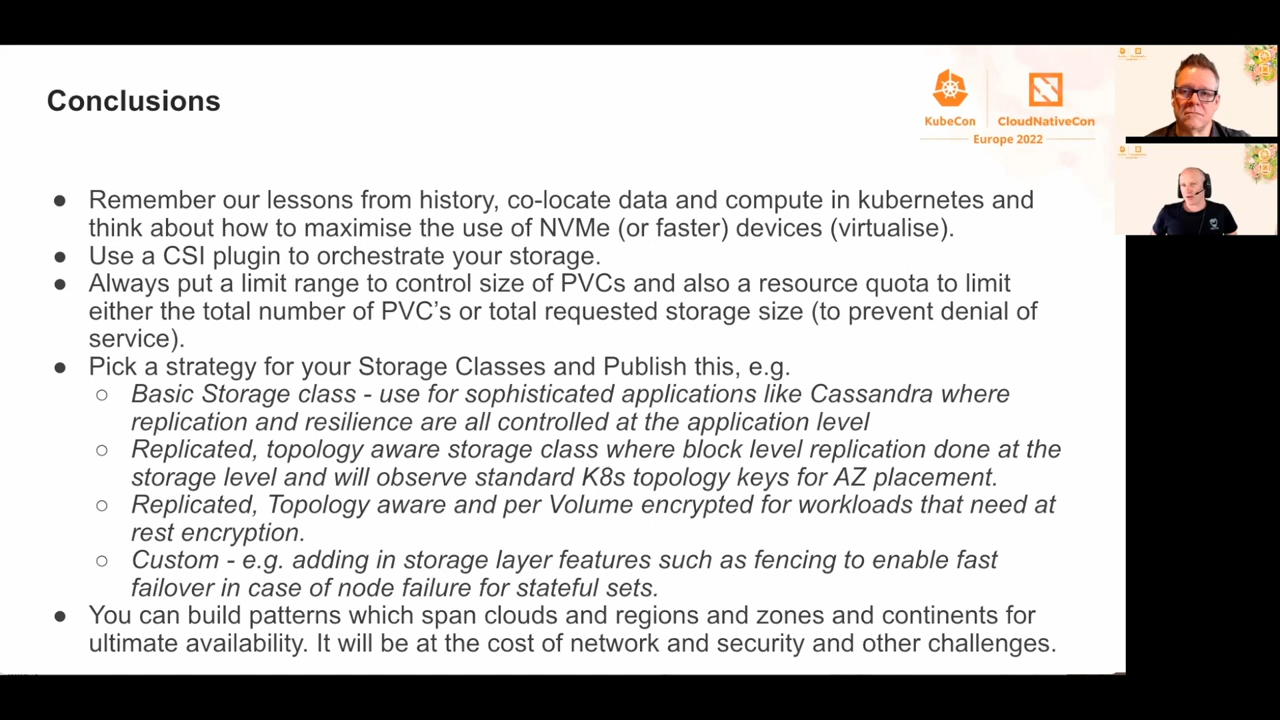 Conclusions
KubeCon
CloudNativeCon
Europe 2022
● Remember our lessons from history, co-locate data and compute in kubernetes and
think about how to maximise the use of NVMe (or faster) devices (virtualise).
● Use a CSI plugin to orchestrate your storage.
● Always put a limit range to control size of PVCs and also a resource quota to limit
either the total number of PVC’s or total requested storage size (to prevent denial of
service).
● Pick a strategy for your Storage Classes and Publish this, e.g.
○ Basic Storage class - use for sophisticated applications like Cassandra where
replication and resilience are all controlled at the application level
○ Replicated, topology aware storage class where block level replication done at the
storage level and will observe standard K8s topology keys for AZ placement.
○ Replicated, Topology aware and per Volume encrypted for workloads that need at
rest encryption.
○ Custom - e.g. adding in storage layer features such as fencing to enable fast
failover in case of node failure for stateful sets.
● You can build patterns which span clouds and regions and zones and continents for
ultimate availability. It will be at the cost of network and security and other challenges.